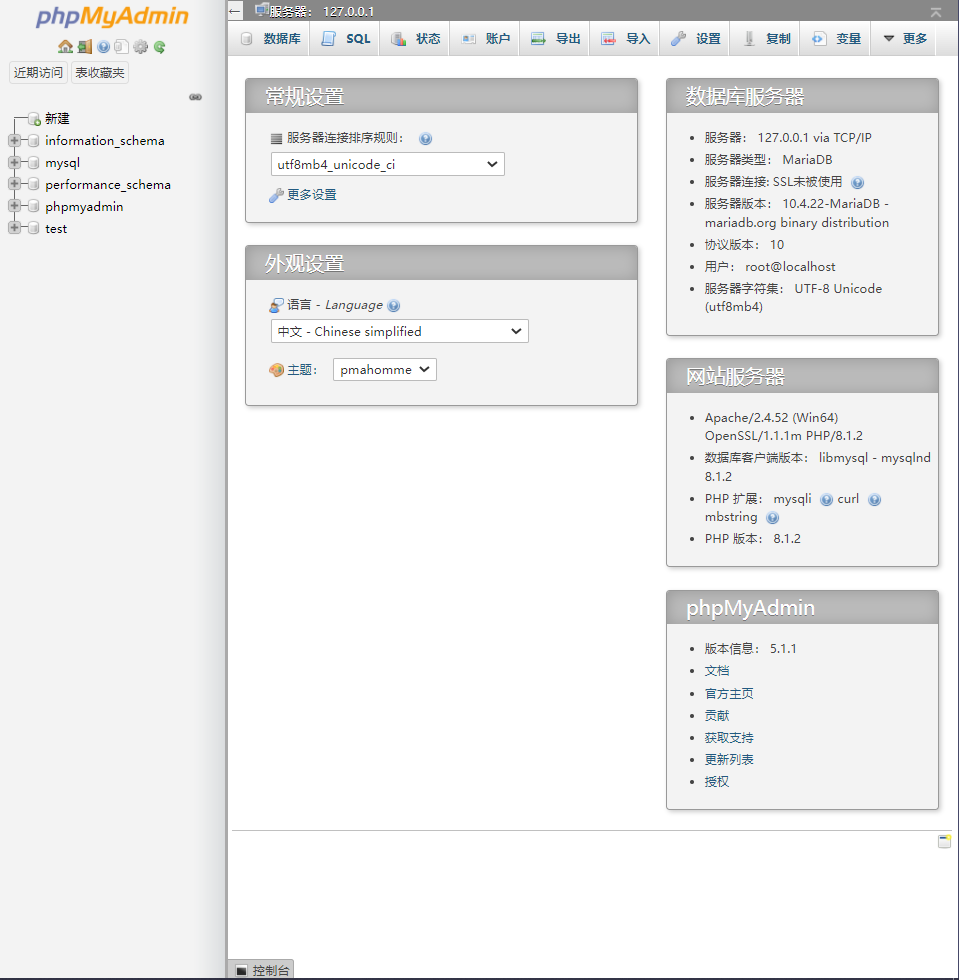 phpMyAdmin
近期访问 表收藏夹
新建
information_schema
mysql
performance_schema
phpmyadmin
test
服务器： 127.0.0.1
数据库 SQL 状态 账户 导出 导入 设置 复制 变量 更多
常规设置
服务器连接排序规则：
utf8mb4_unicode_ci
更多设置
外观设置
语言 - Language
中文 - Chinese simplified
主题： pmahomme
数据库服务器
服务器： 127.0.0.1 via TCP/IP
服务器类型： MariaDB
服务器连接: SSL未被使用
服务器版本： 10.4.22-MariaDB -
mariadb.org binary distribution
协议版本： 10
用户： root@localhost
服务器字符集： UTF-8 Unicode
(utf8mb4)
网站服务器
Apache/2.4.52 (Win64)
OpenSSL/1.1.1m PHP/8.1.2
数据库客户端版本： libmysql - mysqlnd
8.1.2
PHP 扩展： mysqli curl
mbstring
PHP 版本： 8.1.2
phpMyAdmin
版本信息： 5.1.1
文档
官方主页
贡献
获取支持
更新列表
授权
控制台